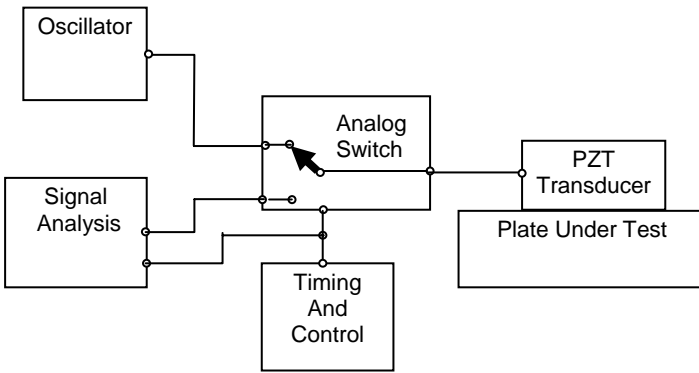 Oscillator
Analog
Switch
PZT
Transducer
Signal
Analysis
Plate Under Test
Timing
And
Control